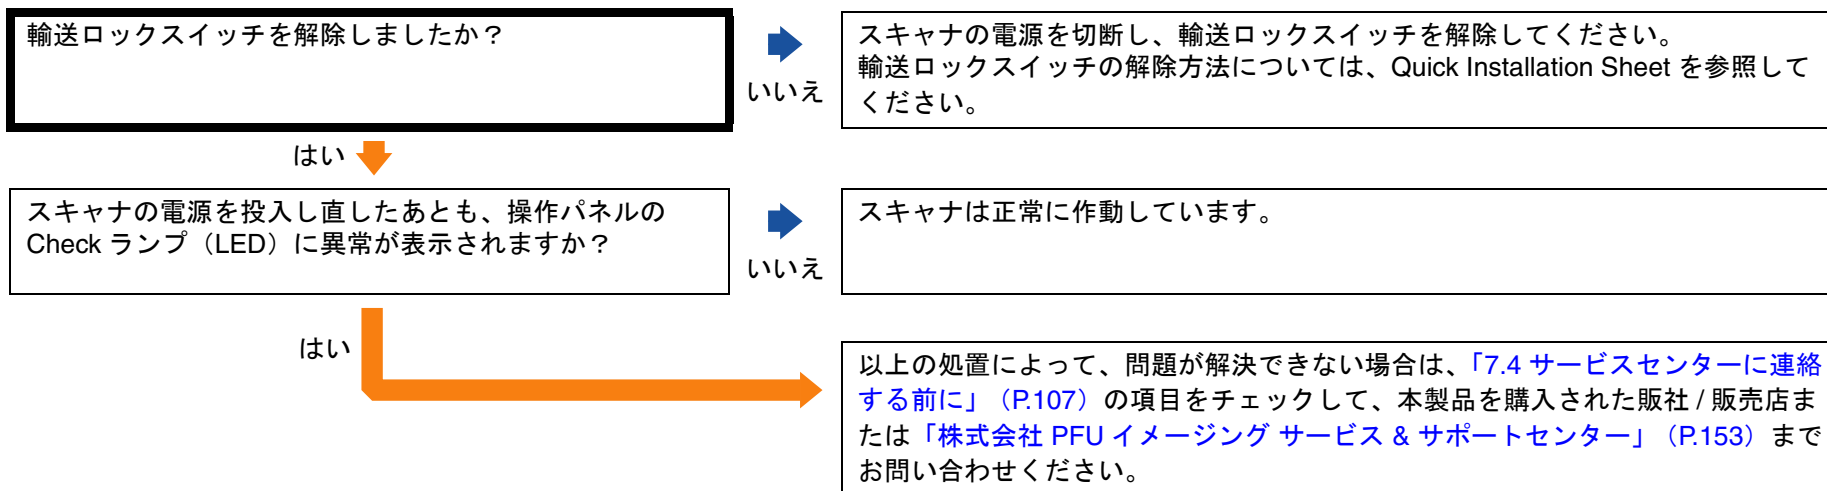 輸送ロックスイッチを解除しましたか？
いいえ
スキャナの電源を切断し、輸送ロックスイッチを解除してください。
輸送ロックスイッチの解除方法については、Quick Installation Sheet を参照して
ください。
はい
スキャナの電源を投入し直したあとも、操作パネルの
Check ランプ（LED）に異常が表示されますか？
いいえ
スキャナは正常に作動しています。
はい
以上の処置によって、問題が解決できない場合は、「7.4 サービスセンターに連絡
する前に」（P.107）の項目をチェックして、本製品を購入された販社 / 販売店ま
たは「株式会社 PFU イメージング サービス & サポートセンター」（P.153）まで
お問い合わせください。